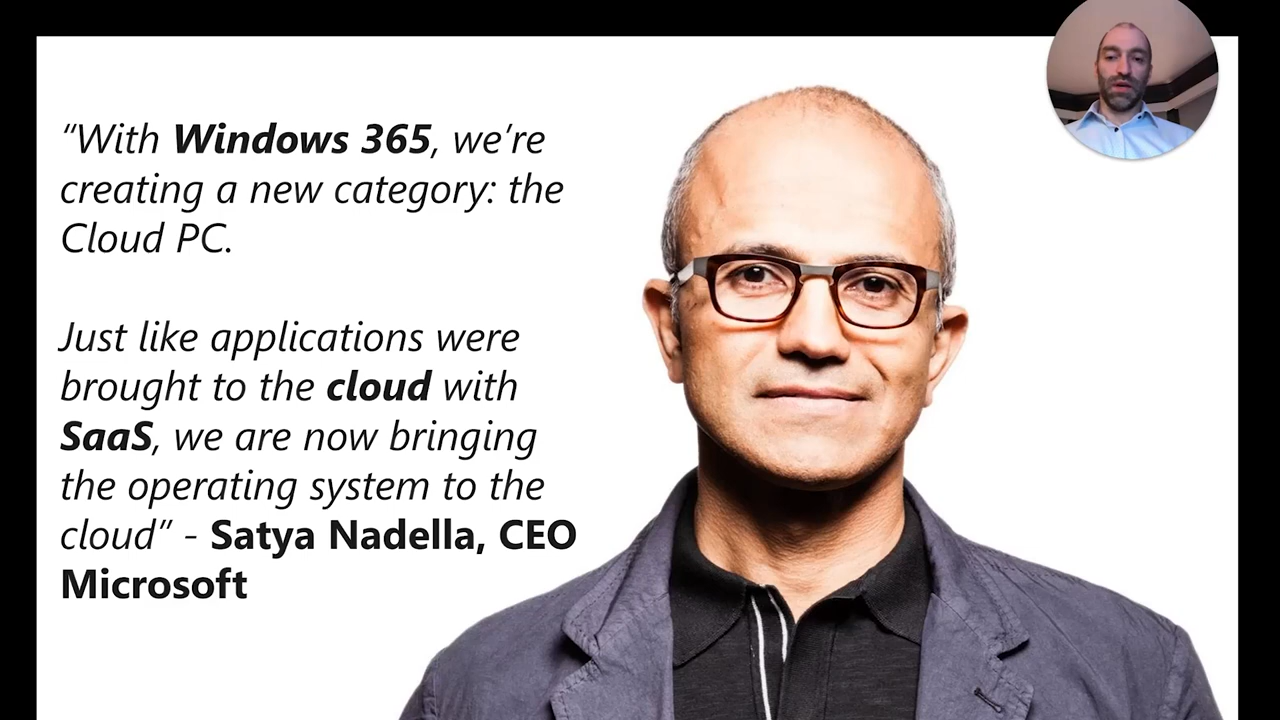 “With Windows 365, we’re
creating a new category: the
Cloud PC.
Just like applications were
brought to the cloud with
SaaS, we are now bringing
the operating system to the
cloud” - Satya Nadella, CEO
Microsoft